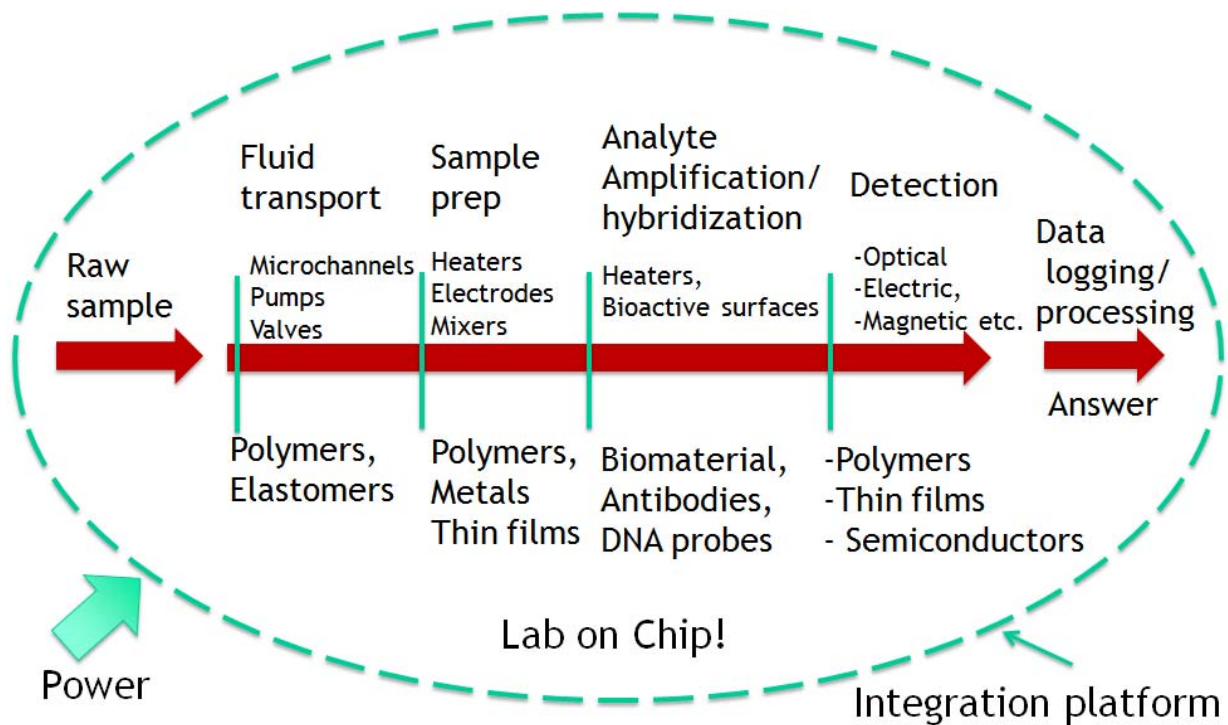 Raw
sample
Fluid
transport
Microchannels
Pumps
Valves
Polymers,
Elastomers
Sample
prep
Heaters
Electrodes
Mixers
Polymers,
Metals
Thin films
Analyte
Amplification/
hybridization
Heaters,
Bioactive surfaces
Biomaterial,
Antibodies,
DNA probes
Detection
-Optical
-Electric,
-Magnetic etc.
-Polymers
-Thin films
- Semiconductors
Data
logging/
processing
Answer
Lab on Chip!
Power
Integration platform